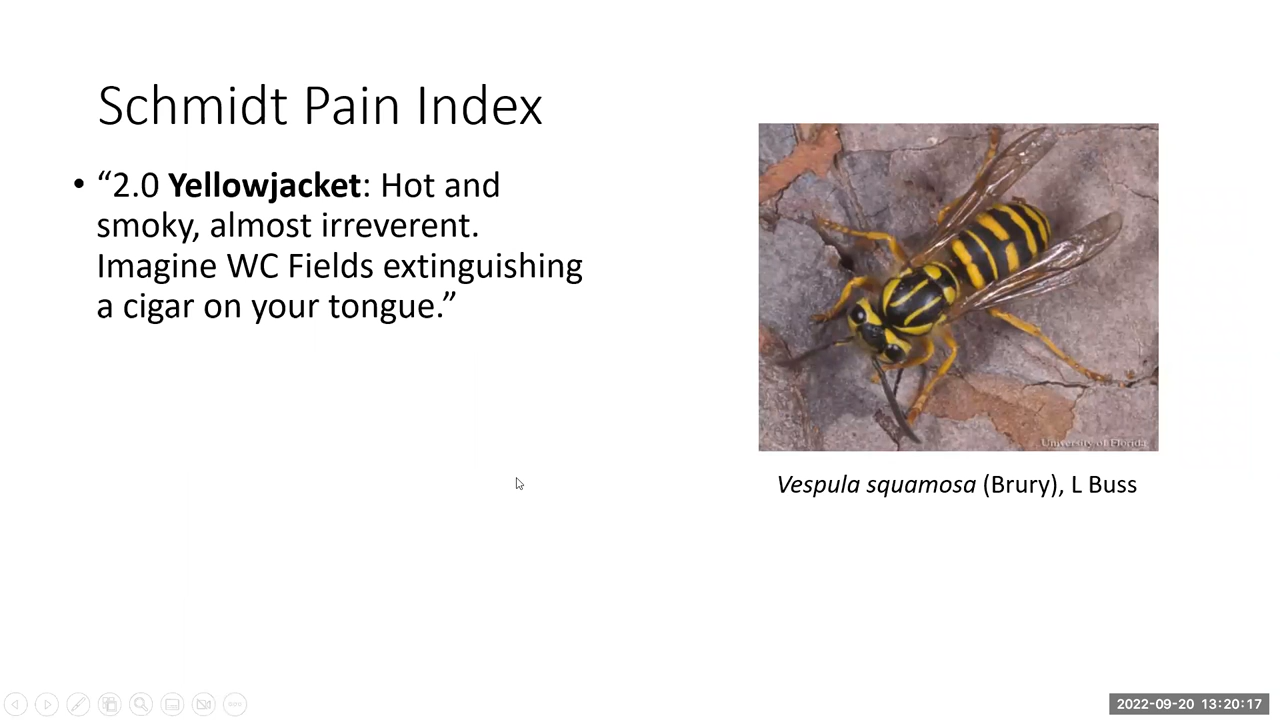 Schmidt Pain Index
• “2.0 Yellowjacket: Hot and
smoky, almost irreverent.
Imagine WC Fields extinguishing
a cigar on your tongue.”
University of Florida
Vespula squamosa (Brury), L Buss
2022-09-20 13:20:17